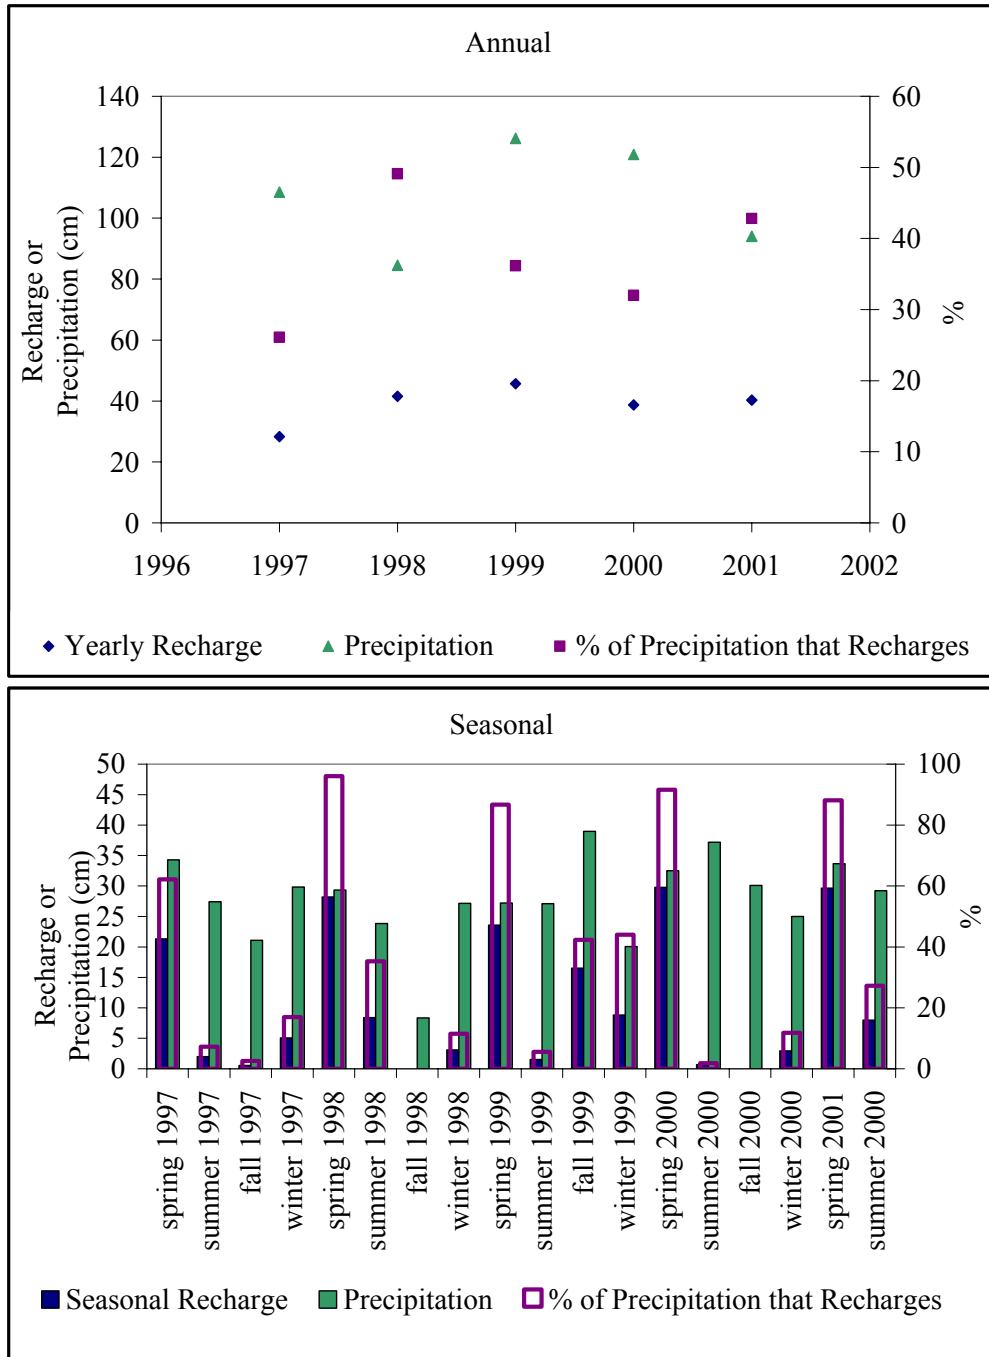 Annual
140
120
100
80
60
40
20
0
60
50
40
30
20
10
0
Recharge or
Precipitation (cm)
%
1996 1997 1998 1999 2000 2001 2002
Yearly Recharge Precipitation % of Precipitation that Recharges
Seasonal
50
45
40
35
30
25
20
15
10
5
0
100
80
60
40
20
0
Recharge or
Precipitation (cm)
%
spring 1997
summer 1997
fall 1997
winter 1997
spring 1998
summer 1998
fall 1998
winter 1998
spring 1999
summer 1999
fall 1999
winter 1999
spring 2000
summer 2000
fall 2000
winter 2000
spring 2001
summer 2000
Seasonal Recharge Precipitation % of Precipitation that Recharges